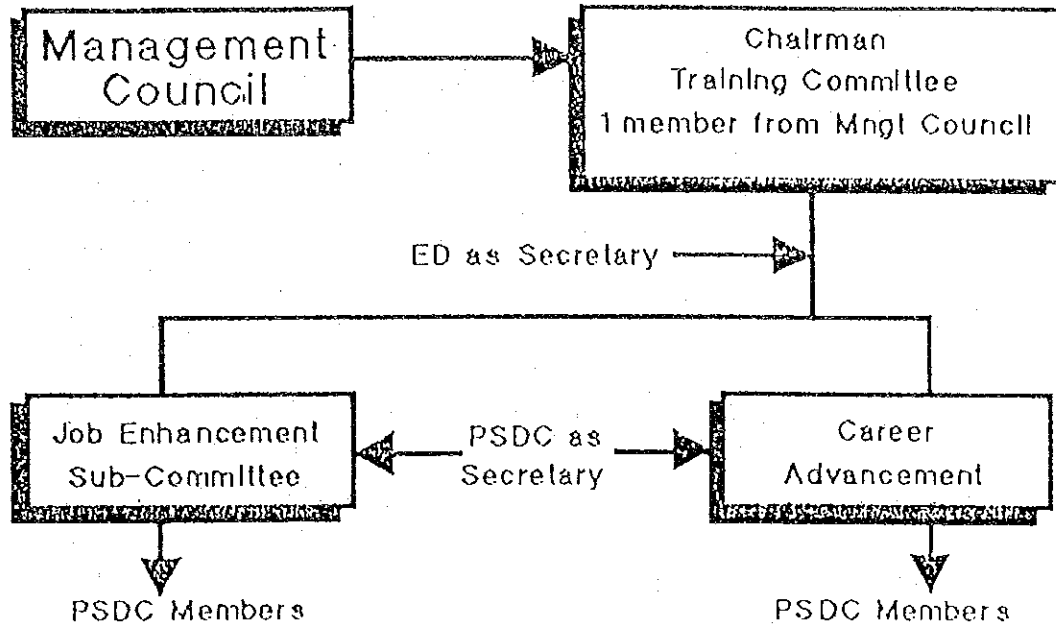 Management
Council
Chairman
Training Committee
1 member from Mngt Council
ED as Secretary
Job Enhancement
Sub-Committee
PSDC as
Secretary
Career
Advancement
PSDC Members
PSDC Members